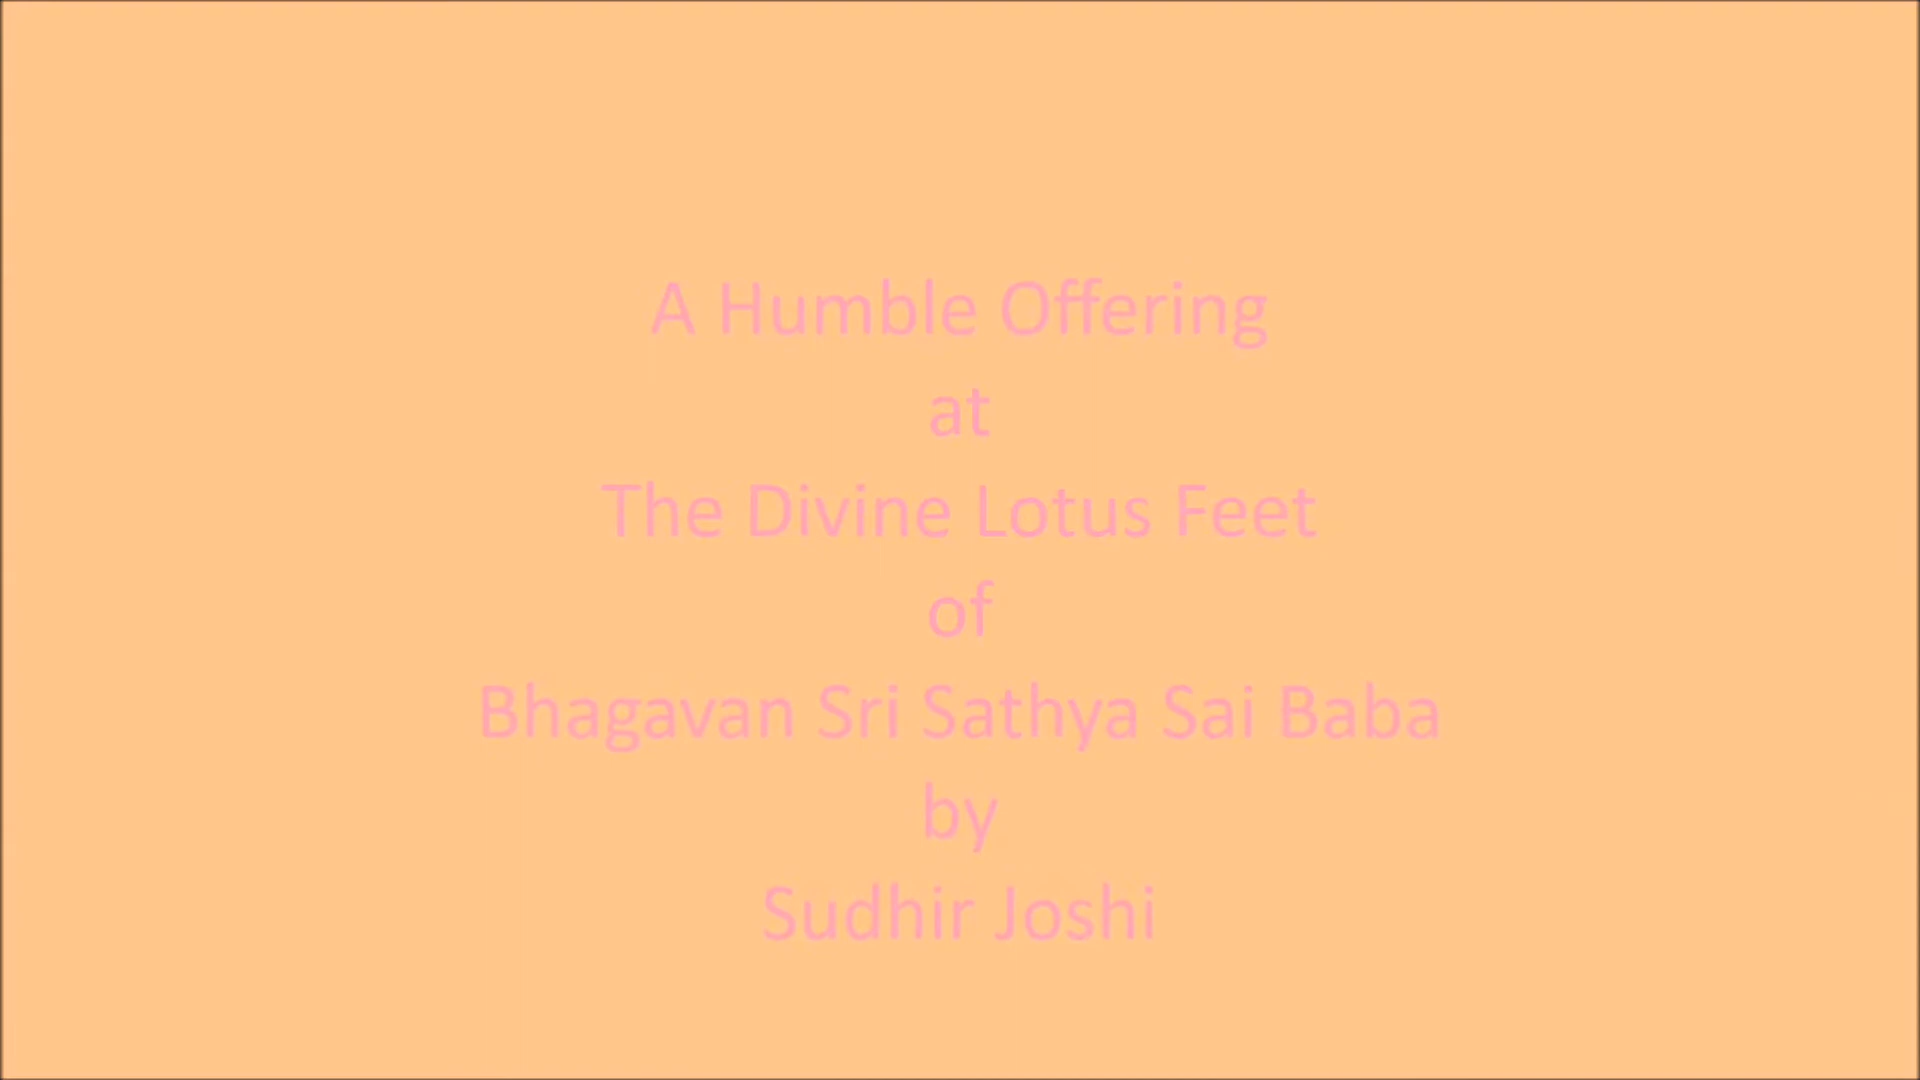 A Humble Offering
at
The Divine Lotus Feet
of
Bhagavan Sri Sathya Sai Baba
by
Sudhir Joshi